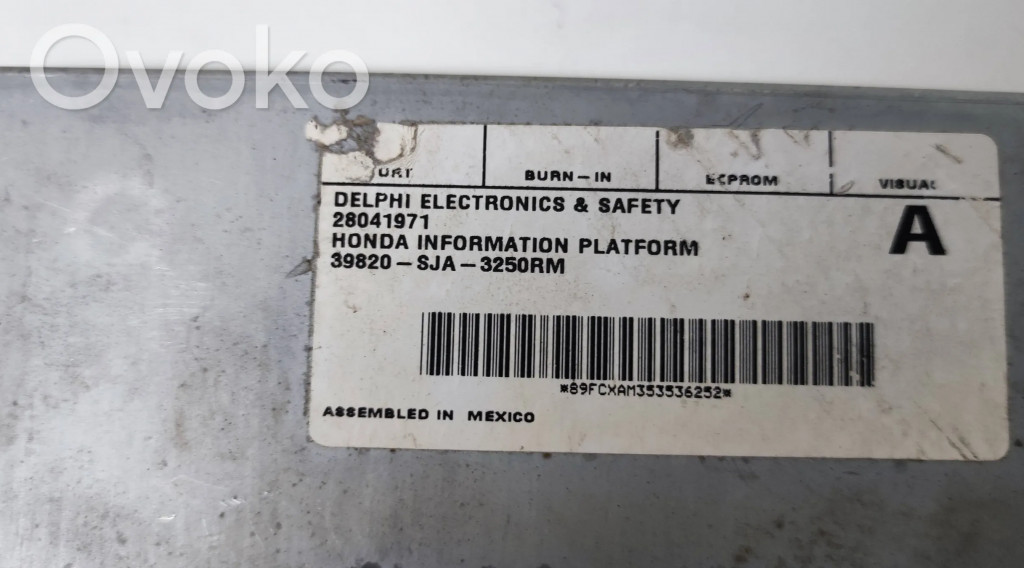 Ovoko
BURN-IN ECPROM
DELPHI ELECTRONICS & SAFETY
28041971
HONDA INFORMATION PLATFORM
39820-SJA-3250RM
A
*89FCXAM353536252*
ASSEMBLED IN MEXICO